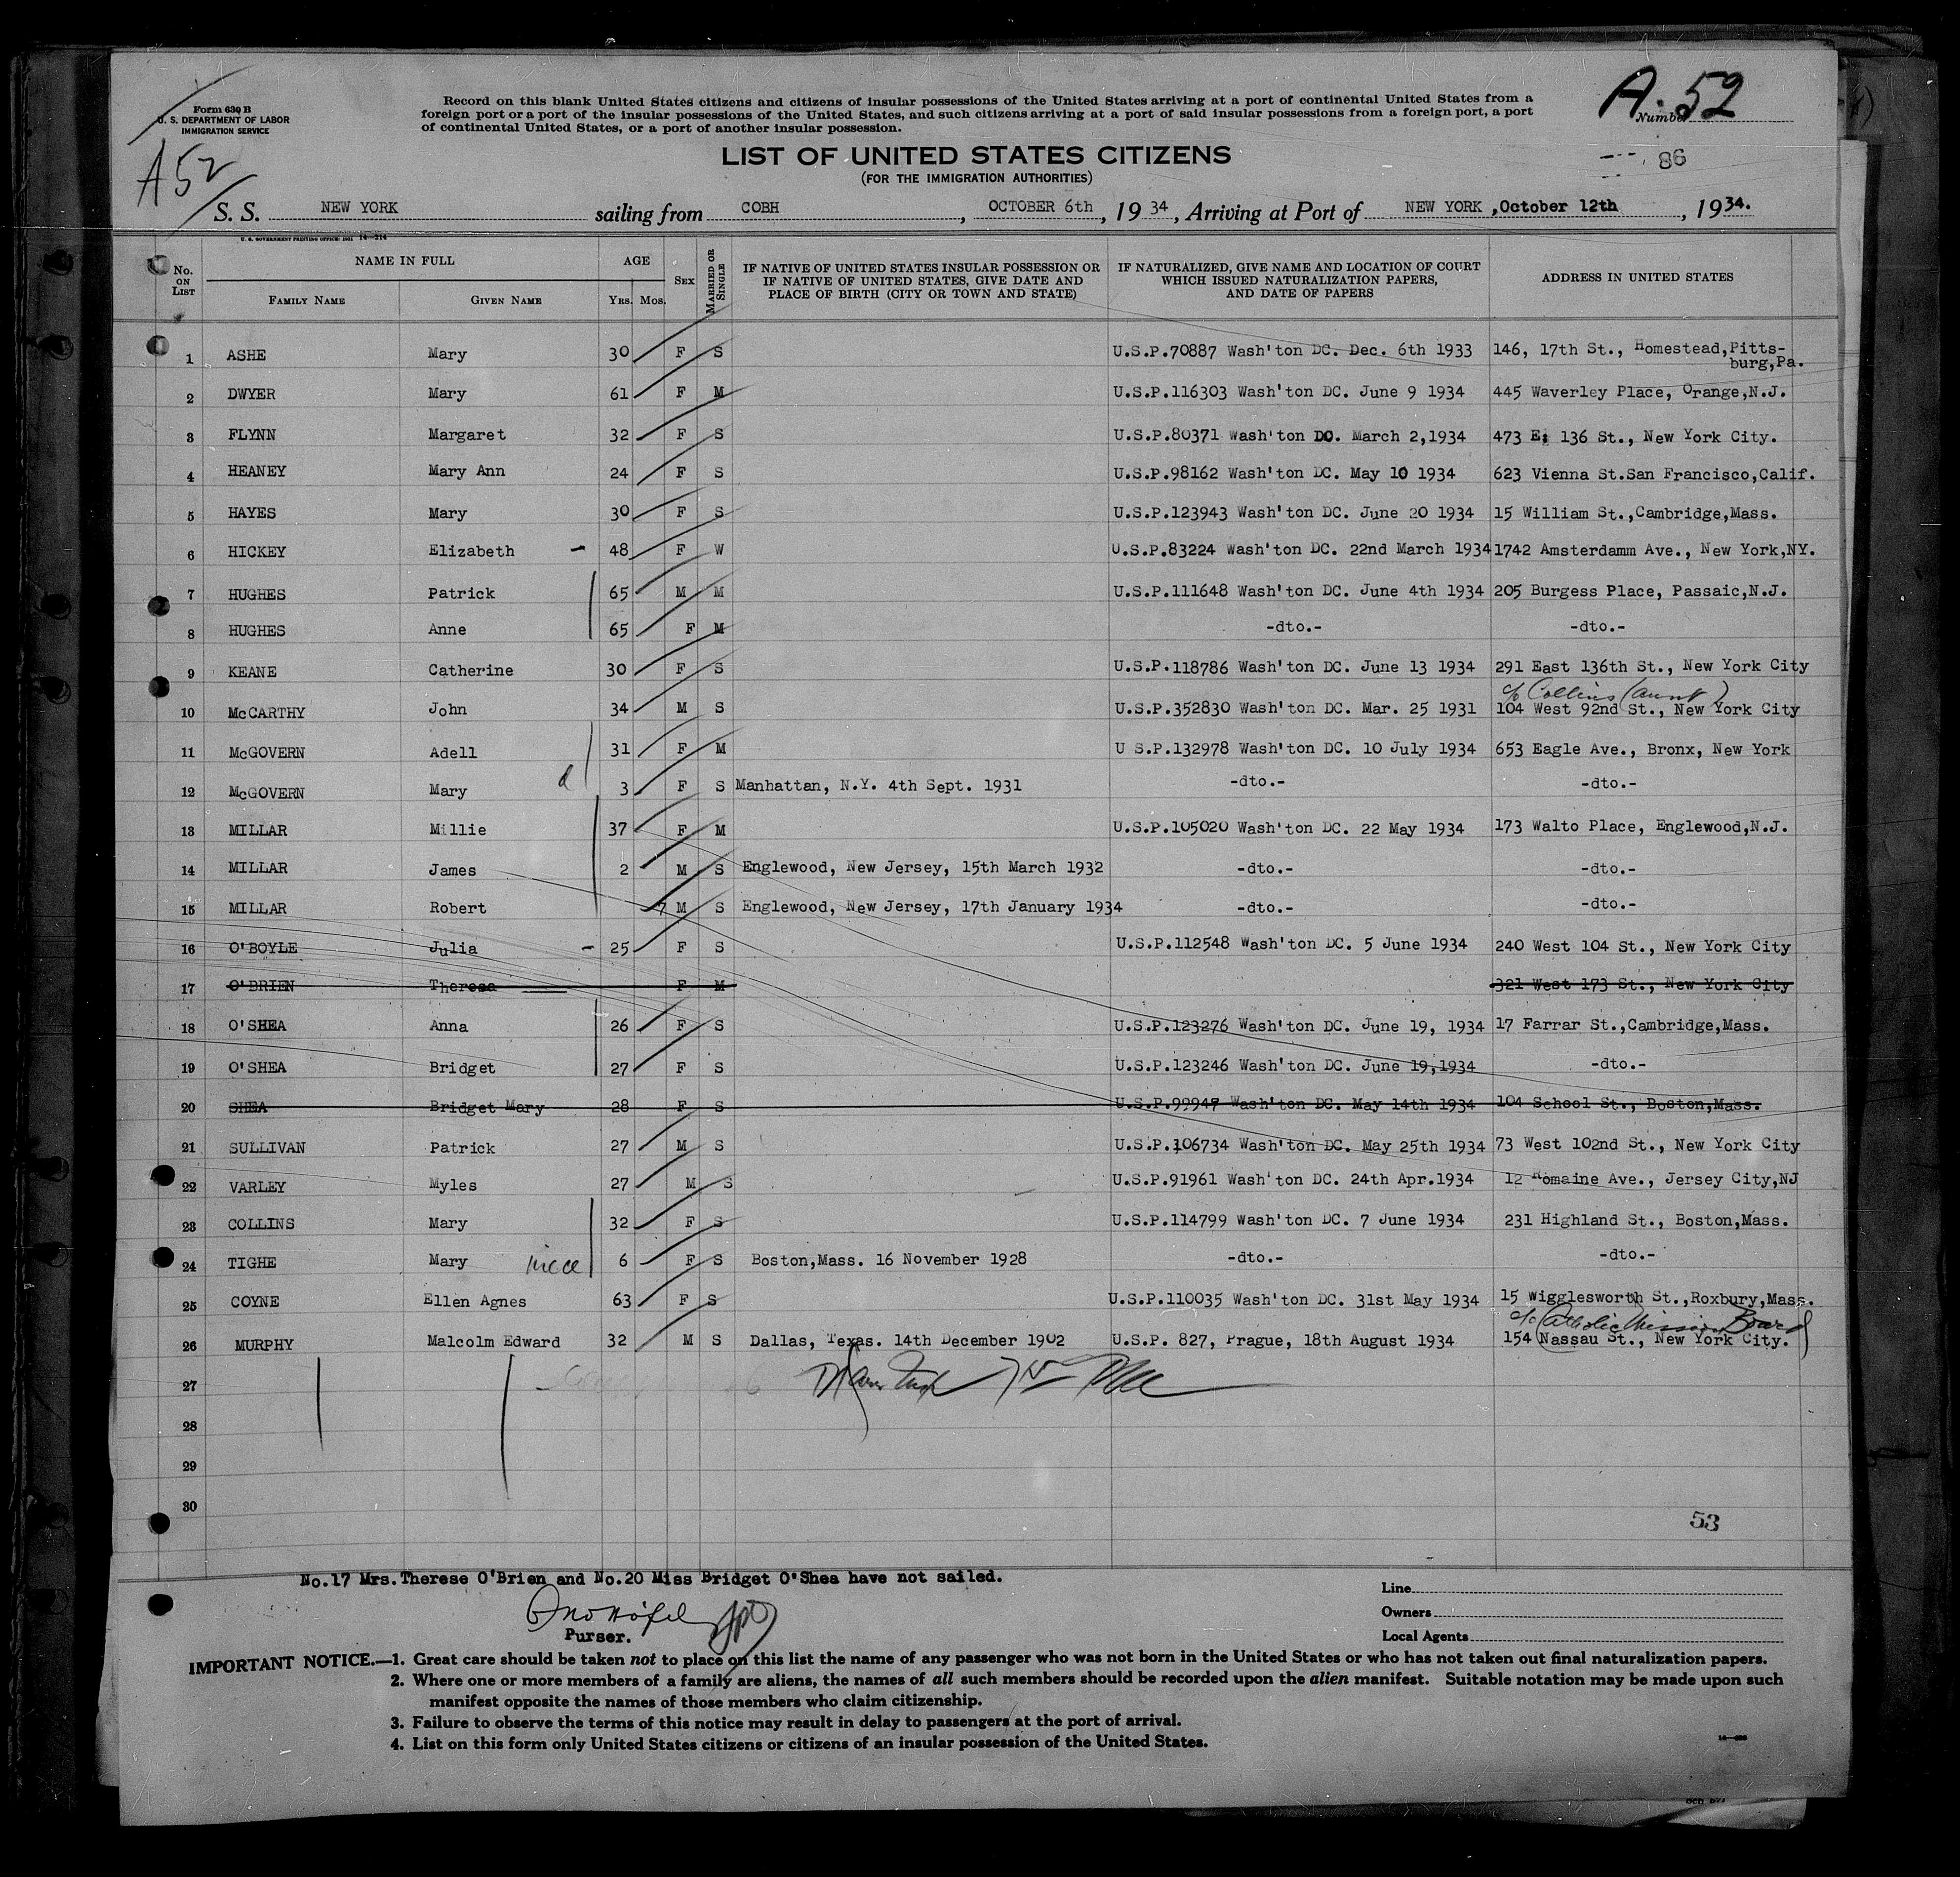 Form 630 B
U. S. DEPARTMENT OF LABOR
IMMIGRATION SERVICE
Record on this blank United States citizens and citizens of insular possessions of the United States arriving at a port of continental United States from a
foreign port or a port of the insular possessions of the United States, and such citizens arriving at a port of said insular possessions from a foreign port, a port
of continental United States, or a port of another insular possession.
A. 52
Number
LIST OF UNITED STATES CITIZENS
(FOR THE IMMIGRATION AUTHORITIES)
86
A 52
S. S. NEW YORK sailing from COBH, OCTOBER 6th, 19 34, Arriving at Port of NEW YORK ,October 12th, 19 34.
U. S. GOVERNMENT PRINTING OFFICE: 1931 14-214
No. ON LIST
NAME IN FULL
FAMILY NAME GIVEN NAME
AGE
YRS. MOS.
SEX
MARRIED OR SINGLE
IF NATIVE OF UNITED STATES INSULAR POSSESSION OR
IF NATIVE OF UNITED STATES, GIVE DATE AND
PLACE OF BIRTH (CITY OR TOWN AND STATE)
IF NATURALIZED, GIVE NAME AND LOCATION OF COURT
WHICH ISSUED NATURALIZATION PAPERS,
AND DATE OF PAPERS
ADDRESS IN UNITED STATES
1 ASHE Mary 30 F S U.S.P.70887 Wash'ton DC. Dec. 6th 1933 146, 17th St., Homestead,Pitts-
burg,Pa.
2 DWYER Mary 61 F M U.S.P.116303 Wash'ton DC. June 9 1934 445 Waverley Place, Orange,N.J.
3 FLYNN Margaret 32 F S U.S.P.80371 Wash'ton DC. March 2,1934 473 E. 136 St., New York City.
4 HEANEY Mary Ann 24 F S U.S.P.98162 Wash'ton DC. May 10 1934 623 Vienna St.San Francisco,Calif.
5 HAYES Mary 30 F S U.S.P.123943 Wash'ton DC. June 20 1934 15 William St.,Cambridge,Mass.
6 HICKEY Elizabeth - 48 F W U.S.P.83224 Wash'ton DC. 22nd March 1934 1742 Amsterdamm Ave., New York,NY.
7 HUGHES Patrick 65 M M U.S.P.111648 Wash'ton DC. June 4th 1934 205 Burgess Place, Passaic,N.J.
8 HUGHES Anne 65 F M -dto.- -dto.-
9 KEANE Catherine 30 F S U.S.P.118786 Wash'ton DC. June 13 1934 291 East 136th St., New York City
c/o Collins (aunt)
10 McCARTHY John 34 M S U.S.P.352830 Wash'ton DC. Mar. 25 1931 104 West 92nd St., New York City
11 McGOVERN Adell 31 F M U S.P.132978 Wash'ton DC. 10 July 1934 653 Eagle Ave., Bronx, New York
12 McGOVERN Mary d 3 F S Manhattan, N.Y. 4th Sept. 1931 -dto.- -dto.-
13 MILLAR Millie 37 F M U.S.P.105020 Wash'ton DC. 22 May 1934 173 Walto Place, Englewood,N.J.
14 MILLAR James 2 M S Englewood, New Jersey, 15th March 1932 -dto.- -dto.-
15 MILLAR Robert 7 M S Englewood, New Jersey, 17th January 1934 -dto.- -dto.-
16 O'BOYLE Julia - 25 F S U.S.P.112548 Wash'ton DC. 5 June 1934 240 West 104 St., New York City
17 O'BRIEN Theresa F M 321 West 173 St., New York City
18 O'SHEA Anna 26 F S U.S.P.123276 Wash'ton DC. June 19, 1934 17 Farrar St.,Cambridge,Mass.
19 O'SHEA Bridget 27 F S U.S.P.123246 Wash'ton DC. June 19,1934 -dto.-
20 SHEA Bridget Mary 28 F S U.S.P.99947 Wash'ton DC. May 14th 1934 104 School St., Boston,Mass.
21 SULLIVAN Patrick 27 M S U.S.P.106734 Wash'ton DC. May 25th 1934 73 West 102nd St., New York City
22 VARLEY Myles 27 M S U.S.P.91961 Wash'ton DC. 24th Apr.1934 12 Romaine Ave., Jersey City,NJ
23 COLLINS Mary 32 F S U.S.P.114799 Wash'ton DC. 7 June 1934 231 Highland St., Boston,Mass.
24 TIGHE Mary niece 6 F S Boston,Mass. 16 November 1928 -dto.- -dto.-
25 COYNE Ellen Agnes 63 F S U.S.P.110035 Wash'ton DC. 31st May 1934 15 Wigglesworth St.,Roxbury,Mass.
c/o Catholic Mission Board
26 MURPHY Malcolm Edward 32 M S Dallas, Texas. 14th December 1902 U.S.P. 827, Prague, 18th August 1934 154 Nassau St., New York City.
27
28
29
30
53
No.17 Mrs.Therese O'Brien and No.20 Miss Bridget O'Shea have not sailed.
Purser.
Line
Owners
Local Agents
IMPORTANT NOTICE.—1. Great care should be taken not to place on this list the name of any passenger who was not born in the United States or who has not taken out final naturalization papers.
2. Where one or more members of a family are aliens, the names of all such members should be recorded upon the alien manifest. Suitable notation may be made upon such
manifest opposite the names of those members who claim citizenship.
3. Failure to observe the terms of this notice may result in delay to passengers at the port of arrival.
4. List on this form only United States citizens or citizens of an insular possession of the United States.